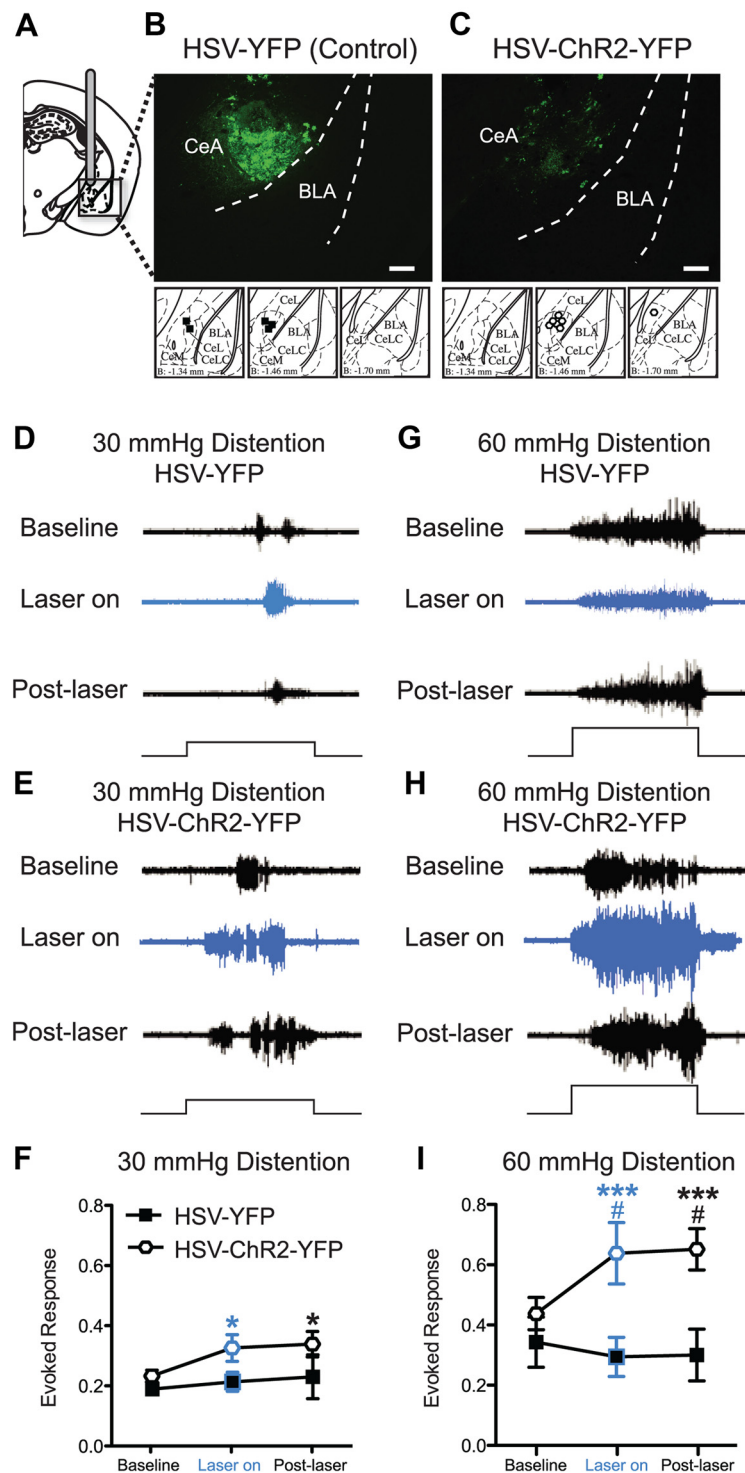 A
B
HSV-YFP (Control)
C
HSV-ChR2-YFP
CeA
BLA
CeA
BLA
BLA
CeL
CeM
CeLC
B: -1.34 mm
CeL
BLA
CeLC
CeM
B: -1.46 mm
BLA
CeL
CeLC
B: -1.70 mm
BLA
CeL
CeM
CeLC
B: -1.34 mm
CeL
BLA
CeLC
CeM
B: -1.46 mm
BLA
CeL
CeLC
B: -1.70 mm
D
30 mmHg Distention
HSV-YFP
Baseline
Laser on
Post-laser
G
60 mmHg Distention
HSV-YFP
Baseline
Laser on
Post-laser
E
30 mmHg Distention
HSV-ChR2-YFP
Baseline
Laser on
Post-laser
H
60 mmHg Distention
HSV-ChR2-YFP
Baseline
Laser on
Post-laser
F
30 mmHg Distention
Evoked Response
0.8
0.6
0.4
0.2
0.0
HSV-YFP
HSV-ChR2-YFP
*
*
Baseline
Laser on
Post-laser
I
60 mmHg Distention
Evoked Response
0.8
0.6
0.4
0.2
0.0
***
#
***
#
Baseline
Laser on
Post-laser